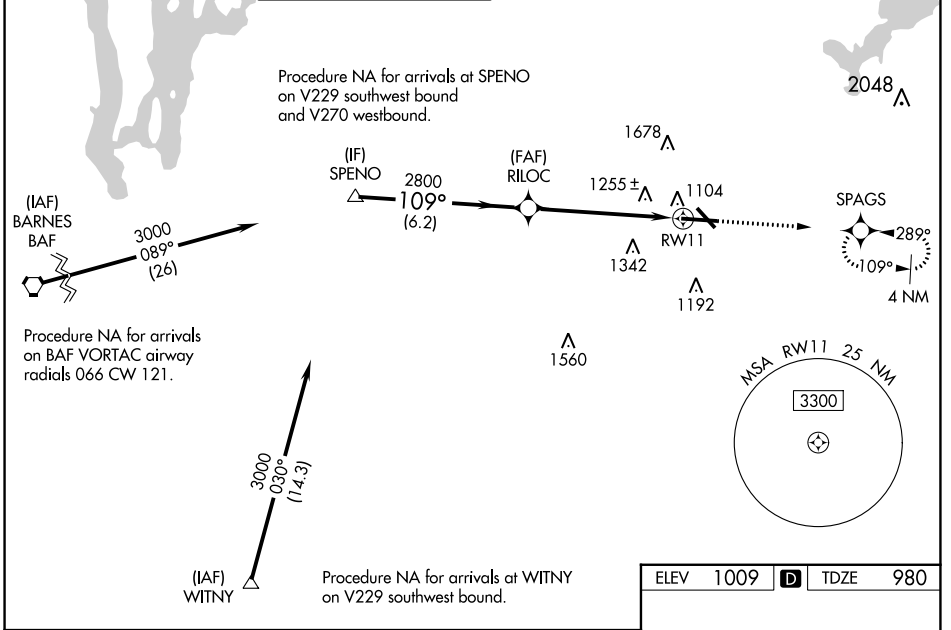 Procedure NA for arrivals at SPENO
on V229 southwest bound
and V270 westbound.
2048
1678
(IF)
SPENO
2800
109°
(6.2)
(FAF)
RILOC
1255 ±
1104
RW11
1342
1192
SPAGS
289°
109°
4 NM
(IAF)
BARNES
BAF
3000
089°
(26)
Procedure NA for arrivals
on BAF VORTAC airway
radials 066 CW 121.
1560
MSA RW11 25 NM
3300
3000
030°
(14.3)
(IAF)
WITNY
Procedure NA for arrivals at WITNY
on V229 southwest bound.
ELEV 1009 D TDZE 980